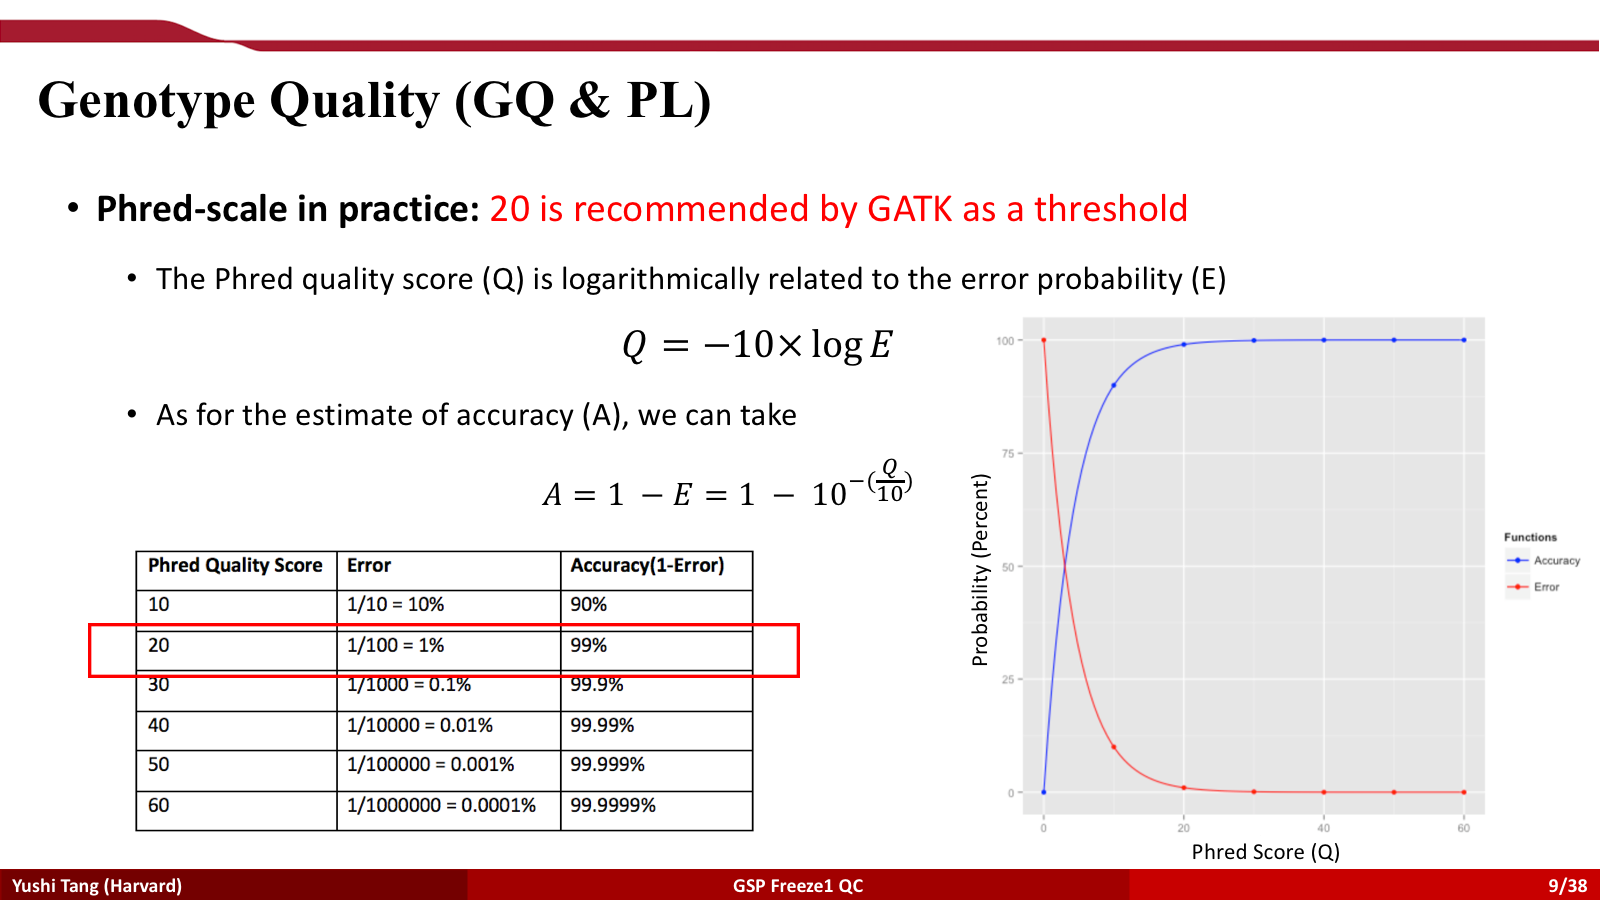 Genotype Quality (GQ & PL)
• Phred-scale in practice: 20 is recommended by GATK as a threshold
• The Phred quality score (Q) is logarithmically related to the error probability (E)
Q = −10× log E
• As for the estimate of accuracy (A), we can take
A = 1 − E = 1 − 10^−(Q/10)
Phred Quality Score Error Accuracy(1-Error)
10 1/10 = 10% 90%
20 1/100 = 1% 99%
30 1/1000 = 0.1% 99.9%
40 1/10000 = 0.01% 99.99%
50 1/100000 = 0.001% 99.999%
60 1/1000000 = 0.0001% 99.9999%
Probability (Percent)
100
75
50
25
0
0 20 40 60
Phred Score (Q)
Functions
Accuracy
Error
Yushi Tang (Harvard) GSP Freeze1 QC 9/38